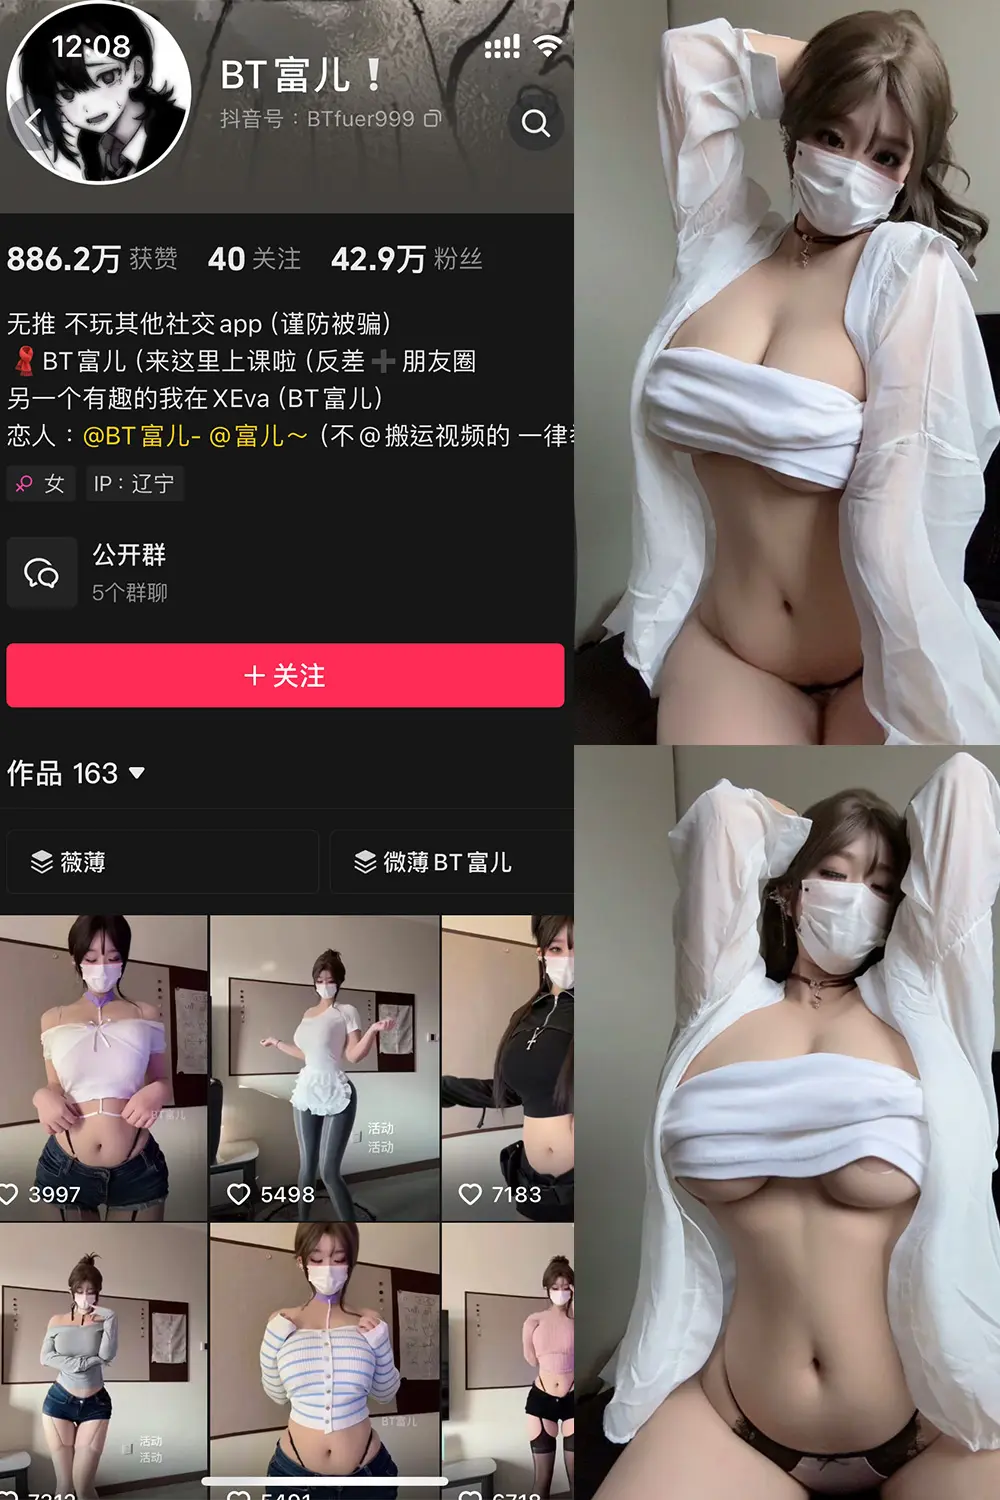 12:08
BT富儿！
抖音号：BTfuer999
886.2万 获赞 40 关注 42.9万 粉丝
无推 不玩其他社交app（谨防被骗）
BT富儿（来这里上课啦（反差➕朋友圈
另一个有趣的我在XEva（BT富儿）
恋人：@BT富儿- @富儿～（不@搬运视频的 一律
女 IP：辽宁
公开群
5个群聊
＋关注
作品 163
薇薄
微薄BT富儿
BT富儿
活动
活动
3997
5498
7183
活动
活动
BT富儿
7312
5491
6718